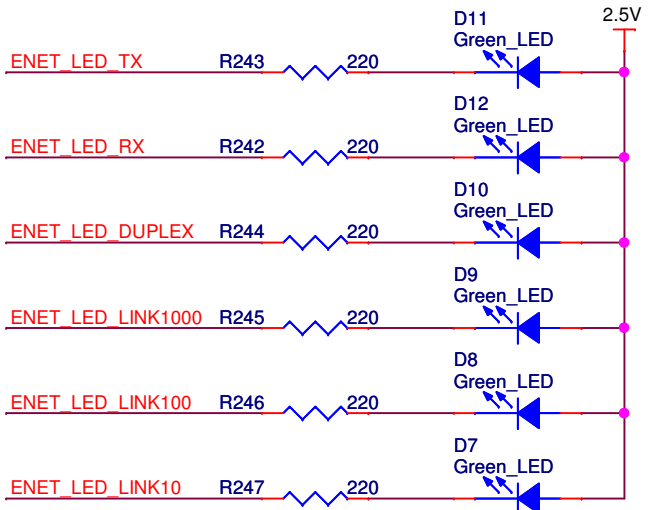 2.5V
D11
Green_LED
ENET_LED_TX R243 220
D12
Green_LED
ENET_LED_RX R242 220
D10
Green_LED
ENET_LED_DUPLEX R244 220
D9
Green_LED
ENET_LED_LINK1000 R245 220
D8
Green_LED
ENET_LED_LINK100 R246 220
D7
Green_LED
ENET_LED_LINK10 R247 220